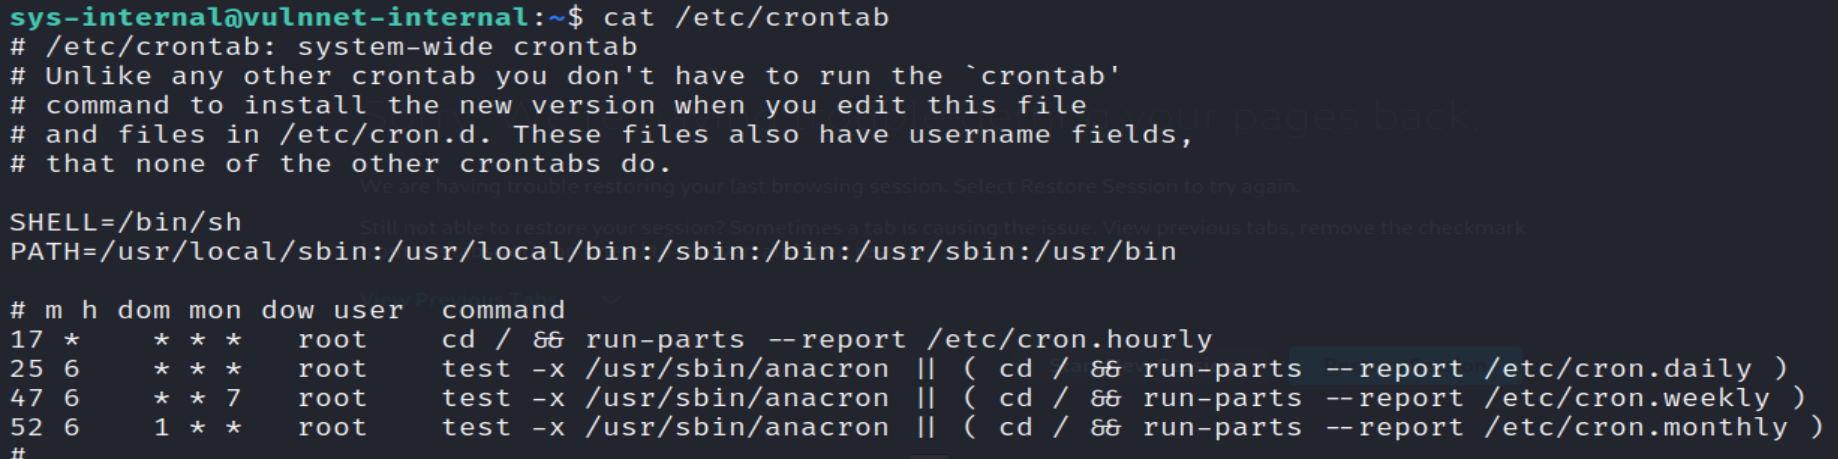 sys-internal@vulnnet-internal:~$ cat /etc/crontab
# /etc/crontab: system-wide crontab
# Unlike any other crontab you don't have to run the `crontab'
# command to install the new version when you edit this file
# and files in /etc/cron.d. These files also have username fields,
# that none of the other crontabs do.
pages back.
We are having trouble restoring your last browsing session. Select Restore Session to try again.
SHELL=/bin/sh
Still not able to restore your session? Sometimes a tab is causing the issue. View previous tabs, remove the checkmark
PATH=/usr/local/sbin:/usr/local/bin:/sbin:/bin:/usr/sbin:/usr/bin
View Previous Tabs
# m h dom mon dow user  command
17 *    * * *   root    cd / && run-parts --report /etc/cron.hourly
25 6    * * *   root    test -x /usr/sbin/anacron || ( cd / && run-parts --report /etc/cron.daily )
47 6    * * 7   root    test -x /usr/sbin/anacron || ( cd / && run-parts --report /etc/cron.weekly )
52 6    1 * *   root    test -x /usr/sbin/anacron || ( cd / && run-parts --report /etc/cron.monthly )
#